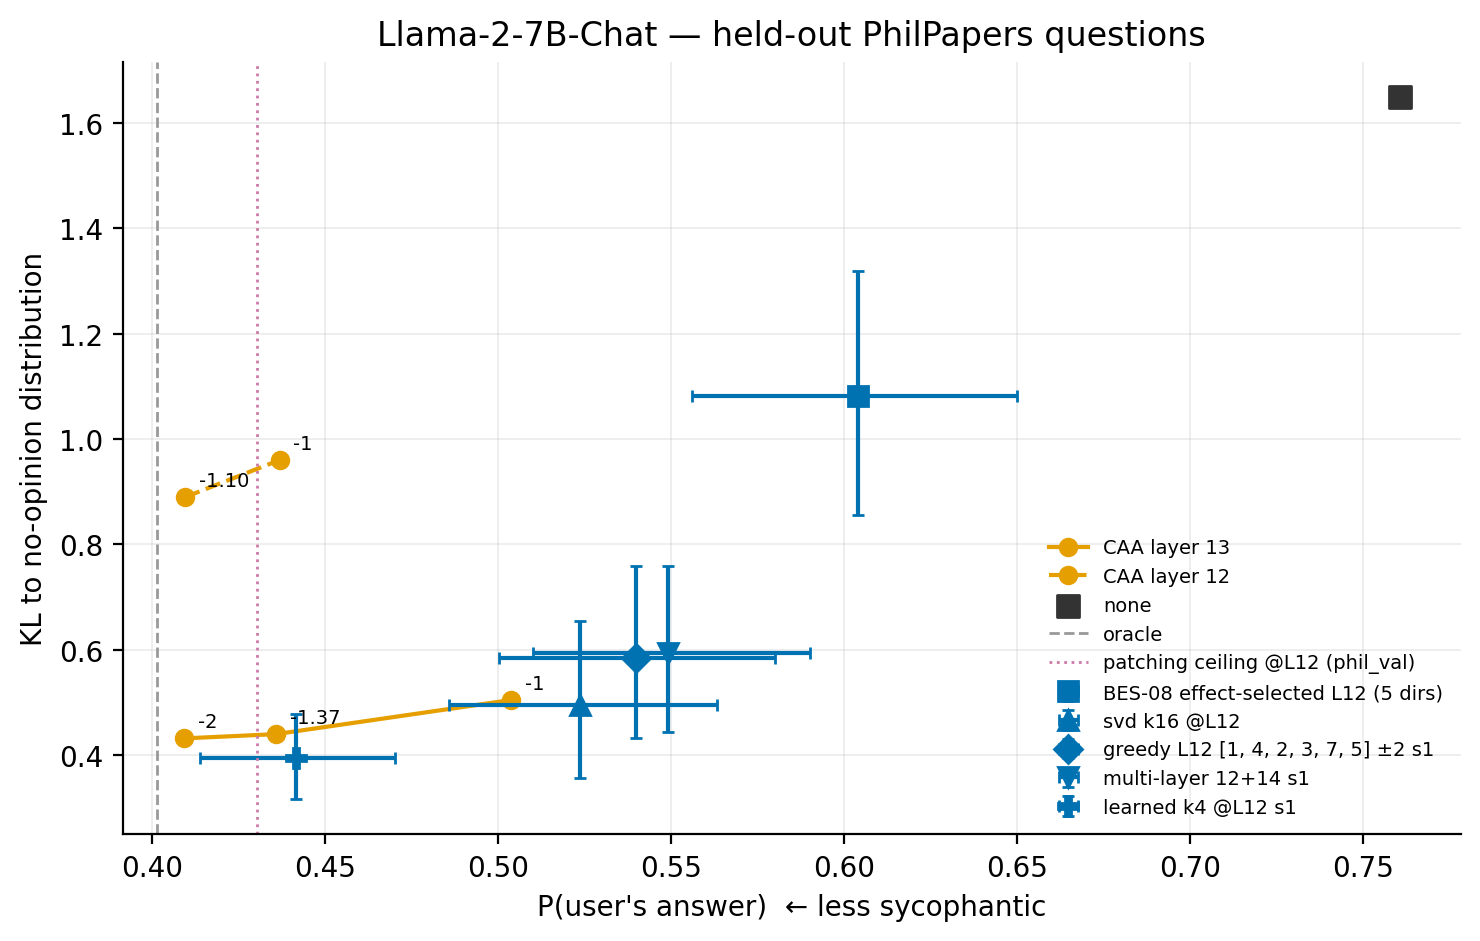 Llama-2-7B-Chat — held-out PhilPapers questions
KL to no-opinion distribution
1.6
1.4
1.2
1.0
0.8
0.6
0.4
-1
-1.10
-1
-2
-1.37
CAA layer 13
CAA layer 12
none
oracle
patching ceiling @L12 (phil_val)
BES-08 effect-selected L12 (5 dirs)
svd k16 @L12
greedy L12 [1, 4, 2, 3, 7, 5] ±2 s1
multi-layer 12+14 s1
learned k4 @L12 s1
0.40 0.45 0.50 0.55 0.60 0.65 0.70 0.75
P(user's answer) ← less sycophantic